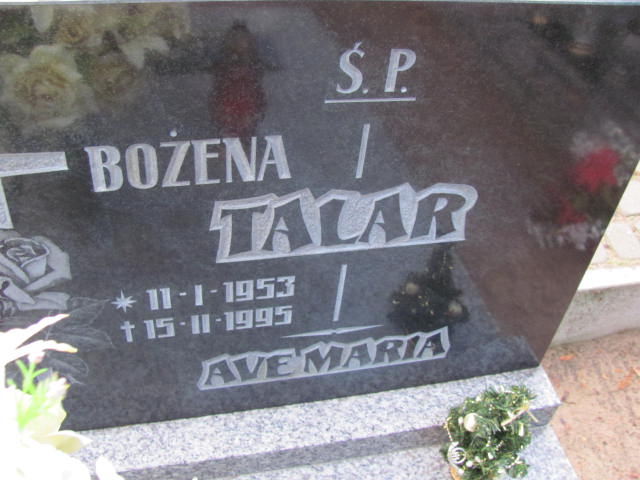 Ś.P.
BOŻENA
TALAR
* 11-1-1953
† 15-11-1995
AVE MARIA